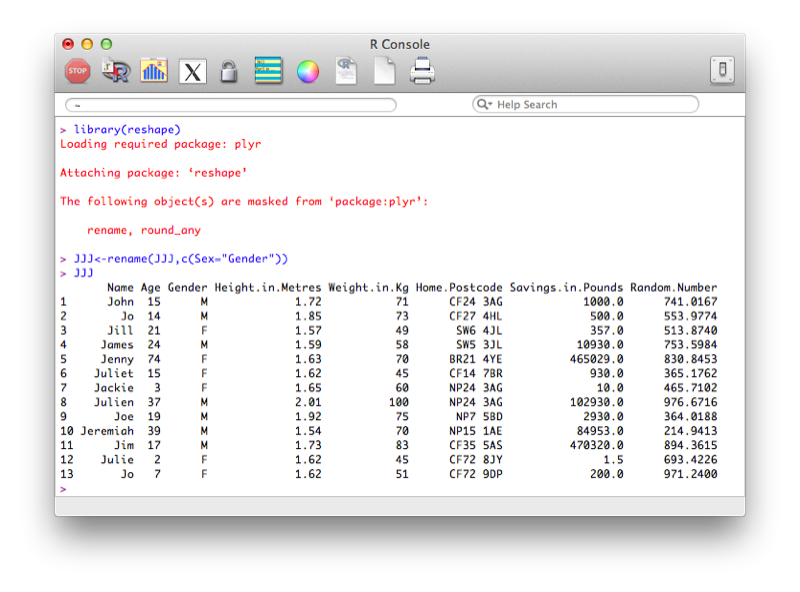 R Console
STOP
R
X
R
~
Help Search
> library(reshape)
Loading required package: plyr
Attaching package: ‘reshape’
The following object(s) are masked from ‘package:plyr’:
rename, round_any
> JJJ<-rename(JJJ,c(Sex="Gender"))
> JJJ
Name Age Gender Height.in.Metres Weight.in.Kg Home.Postcode Savings.in.Pounds Random.Number
1 John 15 M 1.72 71 CF24 3AG 1000.0 741.0167
2 Jo 14 M 1.85 73 CF27 4HL 500.0 553.9774
3 Jill 21 F 1.57 49 SW6 4JL 357.0 513.8740
4 James 24 M 1.59 58 SW5 3JL 10930.0 753.5984
5 Jenny 74 F 1.63 70 BR21 4YE 465029.0 830.8453
6 Juliet 15 F 1.62 45 CF14 7BR 930.0 365.1762
7 Jackie 3 F 1.65 60 NP24 3AG 10.0 465.7102
8 Julien 37 M 2.01 100 NP24 3AG 102930.0 976.6716
9 Joe 19 M 1.92 75 NP7 5BD 2930.0 364.0188
10 Jeremiah 39 M 1.54 70 NP15 1AE 84953.0 214.9413
11 Jim 17 M 1.73 83 CF35 5AS 470320.0 894.3615
12 Julie 2 F 1.62 45 CF72 8JY 1.5 693.4226
13 Jo 7 F 1.62 51 CF72 9DP 200.0 971.2400
>